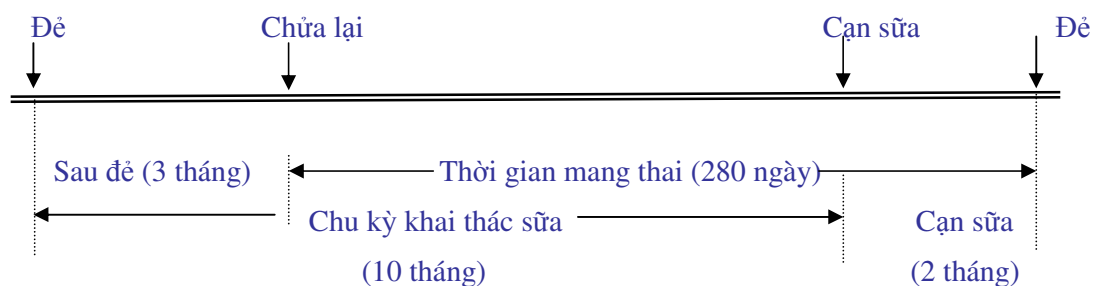 Đẻ Chửa lại Cạn sữa Đẻ
Sau đẻ (3 tháng) Thời gian mang thai (280 ngày)
Chu kỳ khai thác sữa Cạn sữa
(10 tháng) (2 tháng)